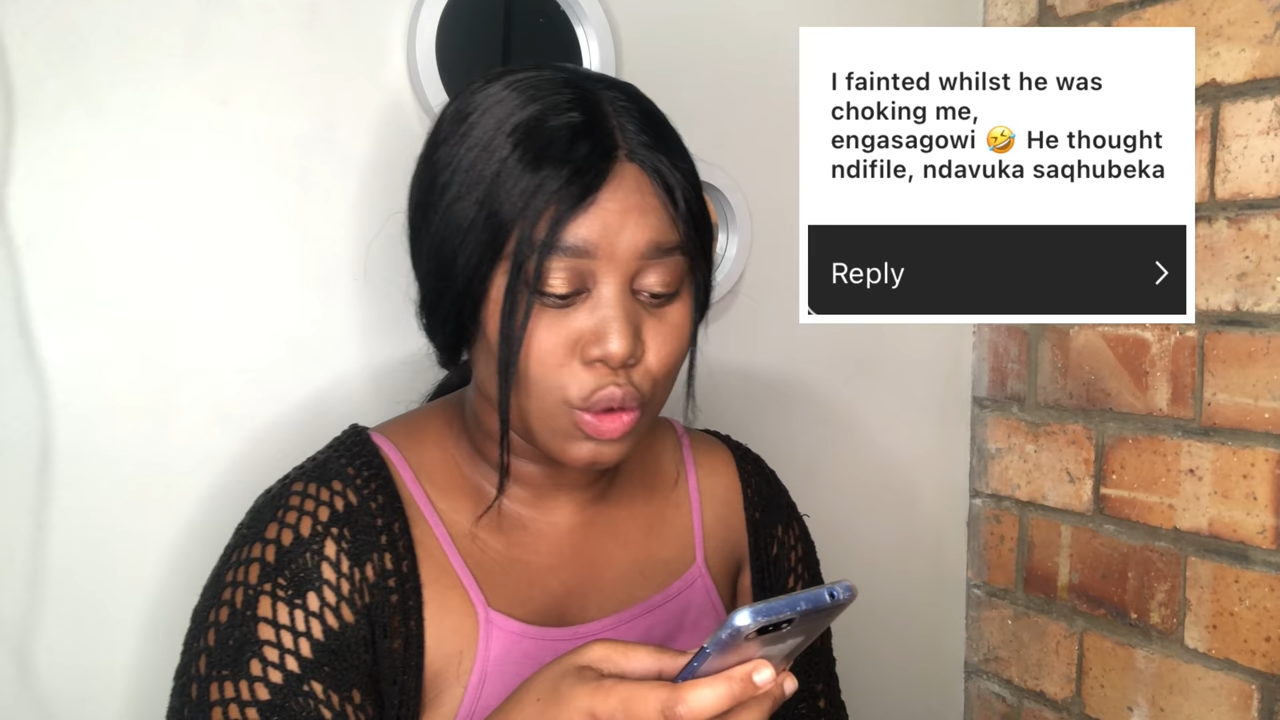 I fainted whilst he was
choking me,
engasagowi 🤣 He thought
ndifile, ndavuka saqhubeka
Reply